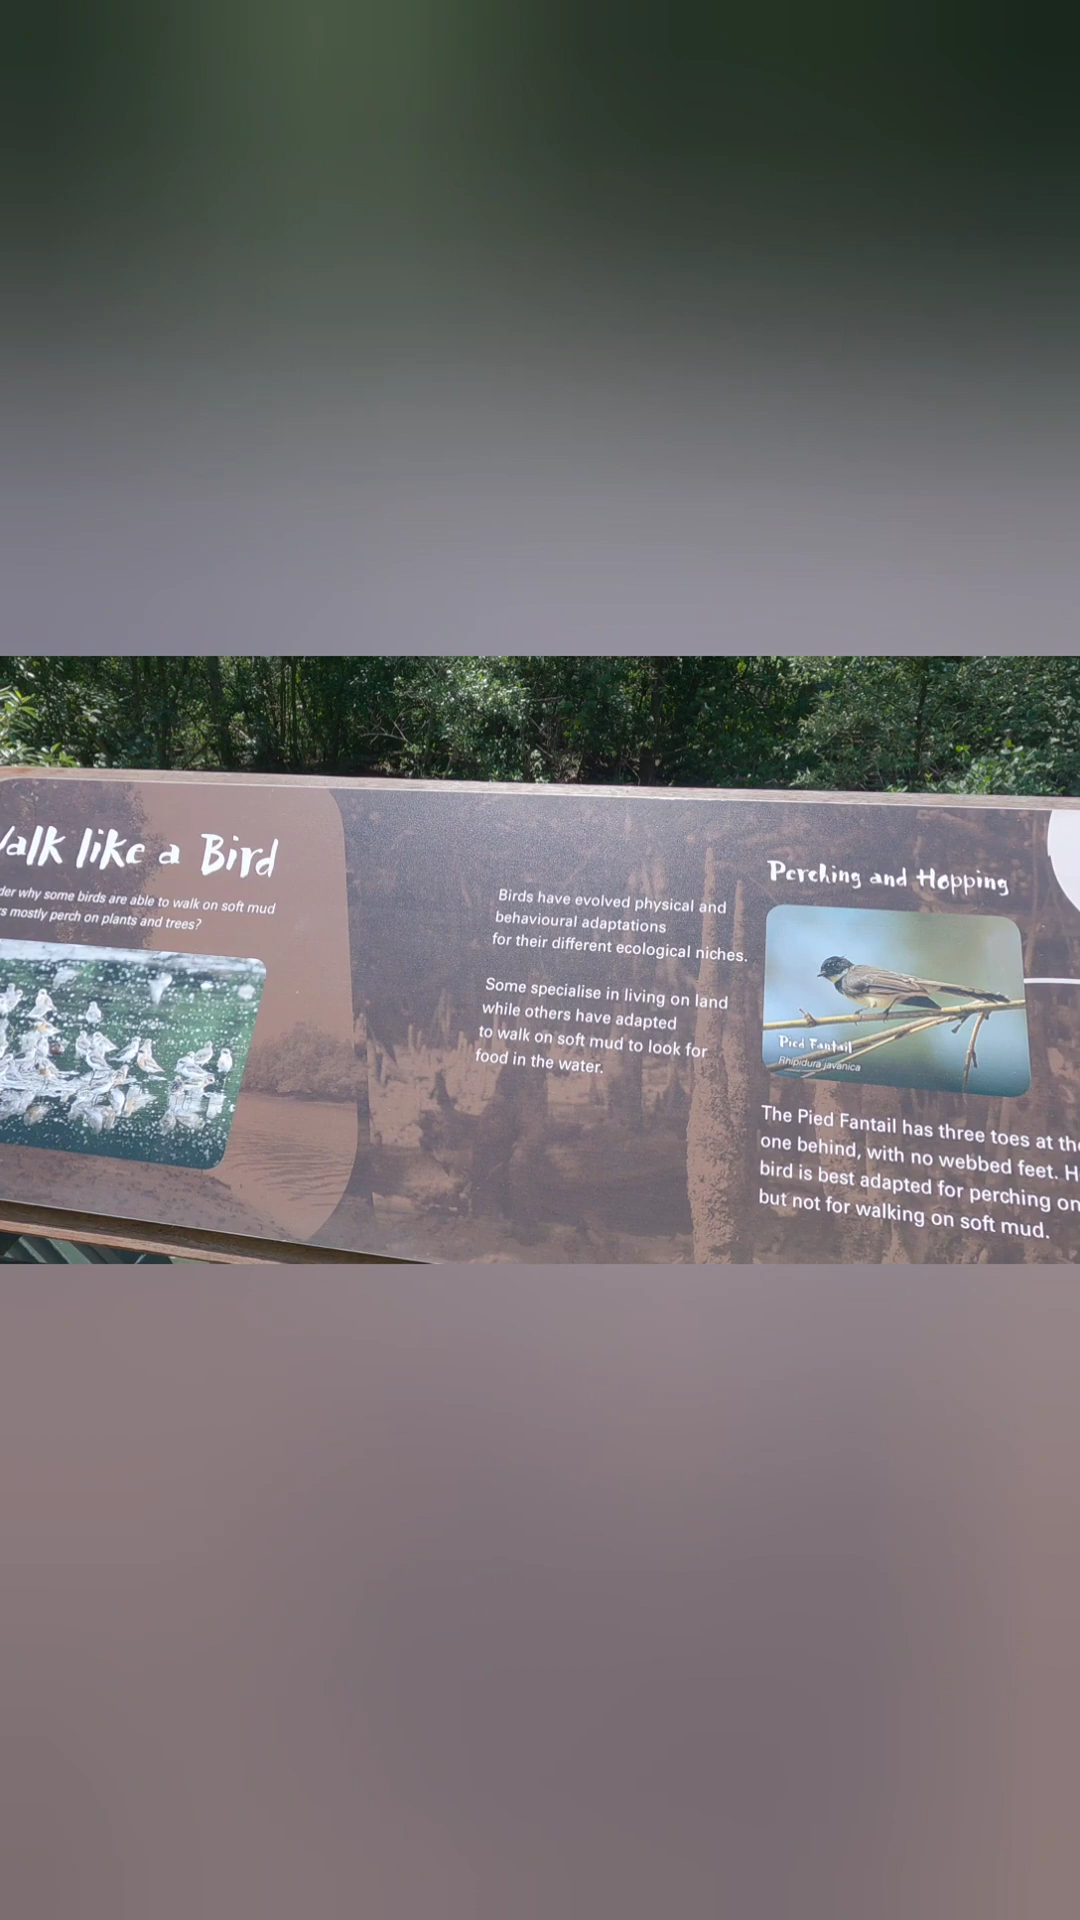 alk like a Bird
why some birds are able to walk on soft mud
mostly perch on plants and trees?
Birds have evolved physical and
behavioural adaptations
for their different ecological niches.
Some specialise in living on land
while others have adapted
to walk on soft mud to look for
food in the water.
Perching and Hopping
Pied Fantail
Rhipidura javanica
The Pied Fantail has three toes at the
one behind, with no webbed feet. H
bird is best adapted for perching on
but not for walking on soft mud.